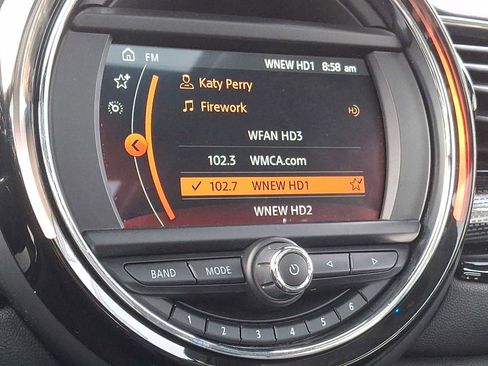 FM
WNEW HD1 8:58 am
Katy Perry
Firework
WFAN HD3
102.3 WMCA.com
102.7 WNEW HD1
WNEW HD2
BAND MODE
1 2 3 4 5 6